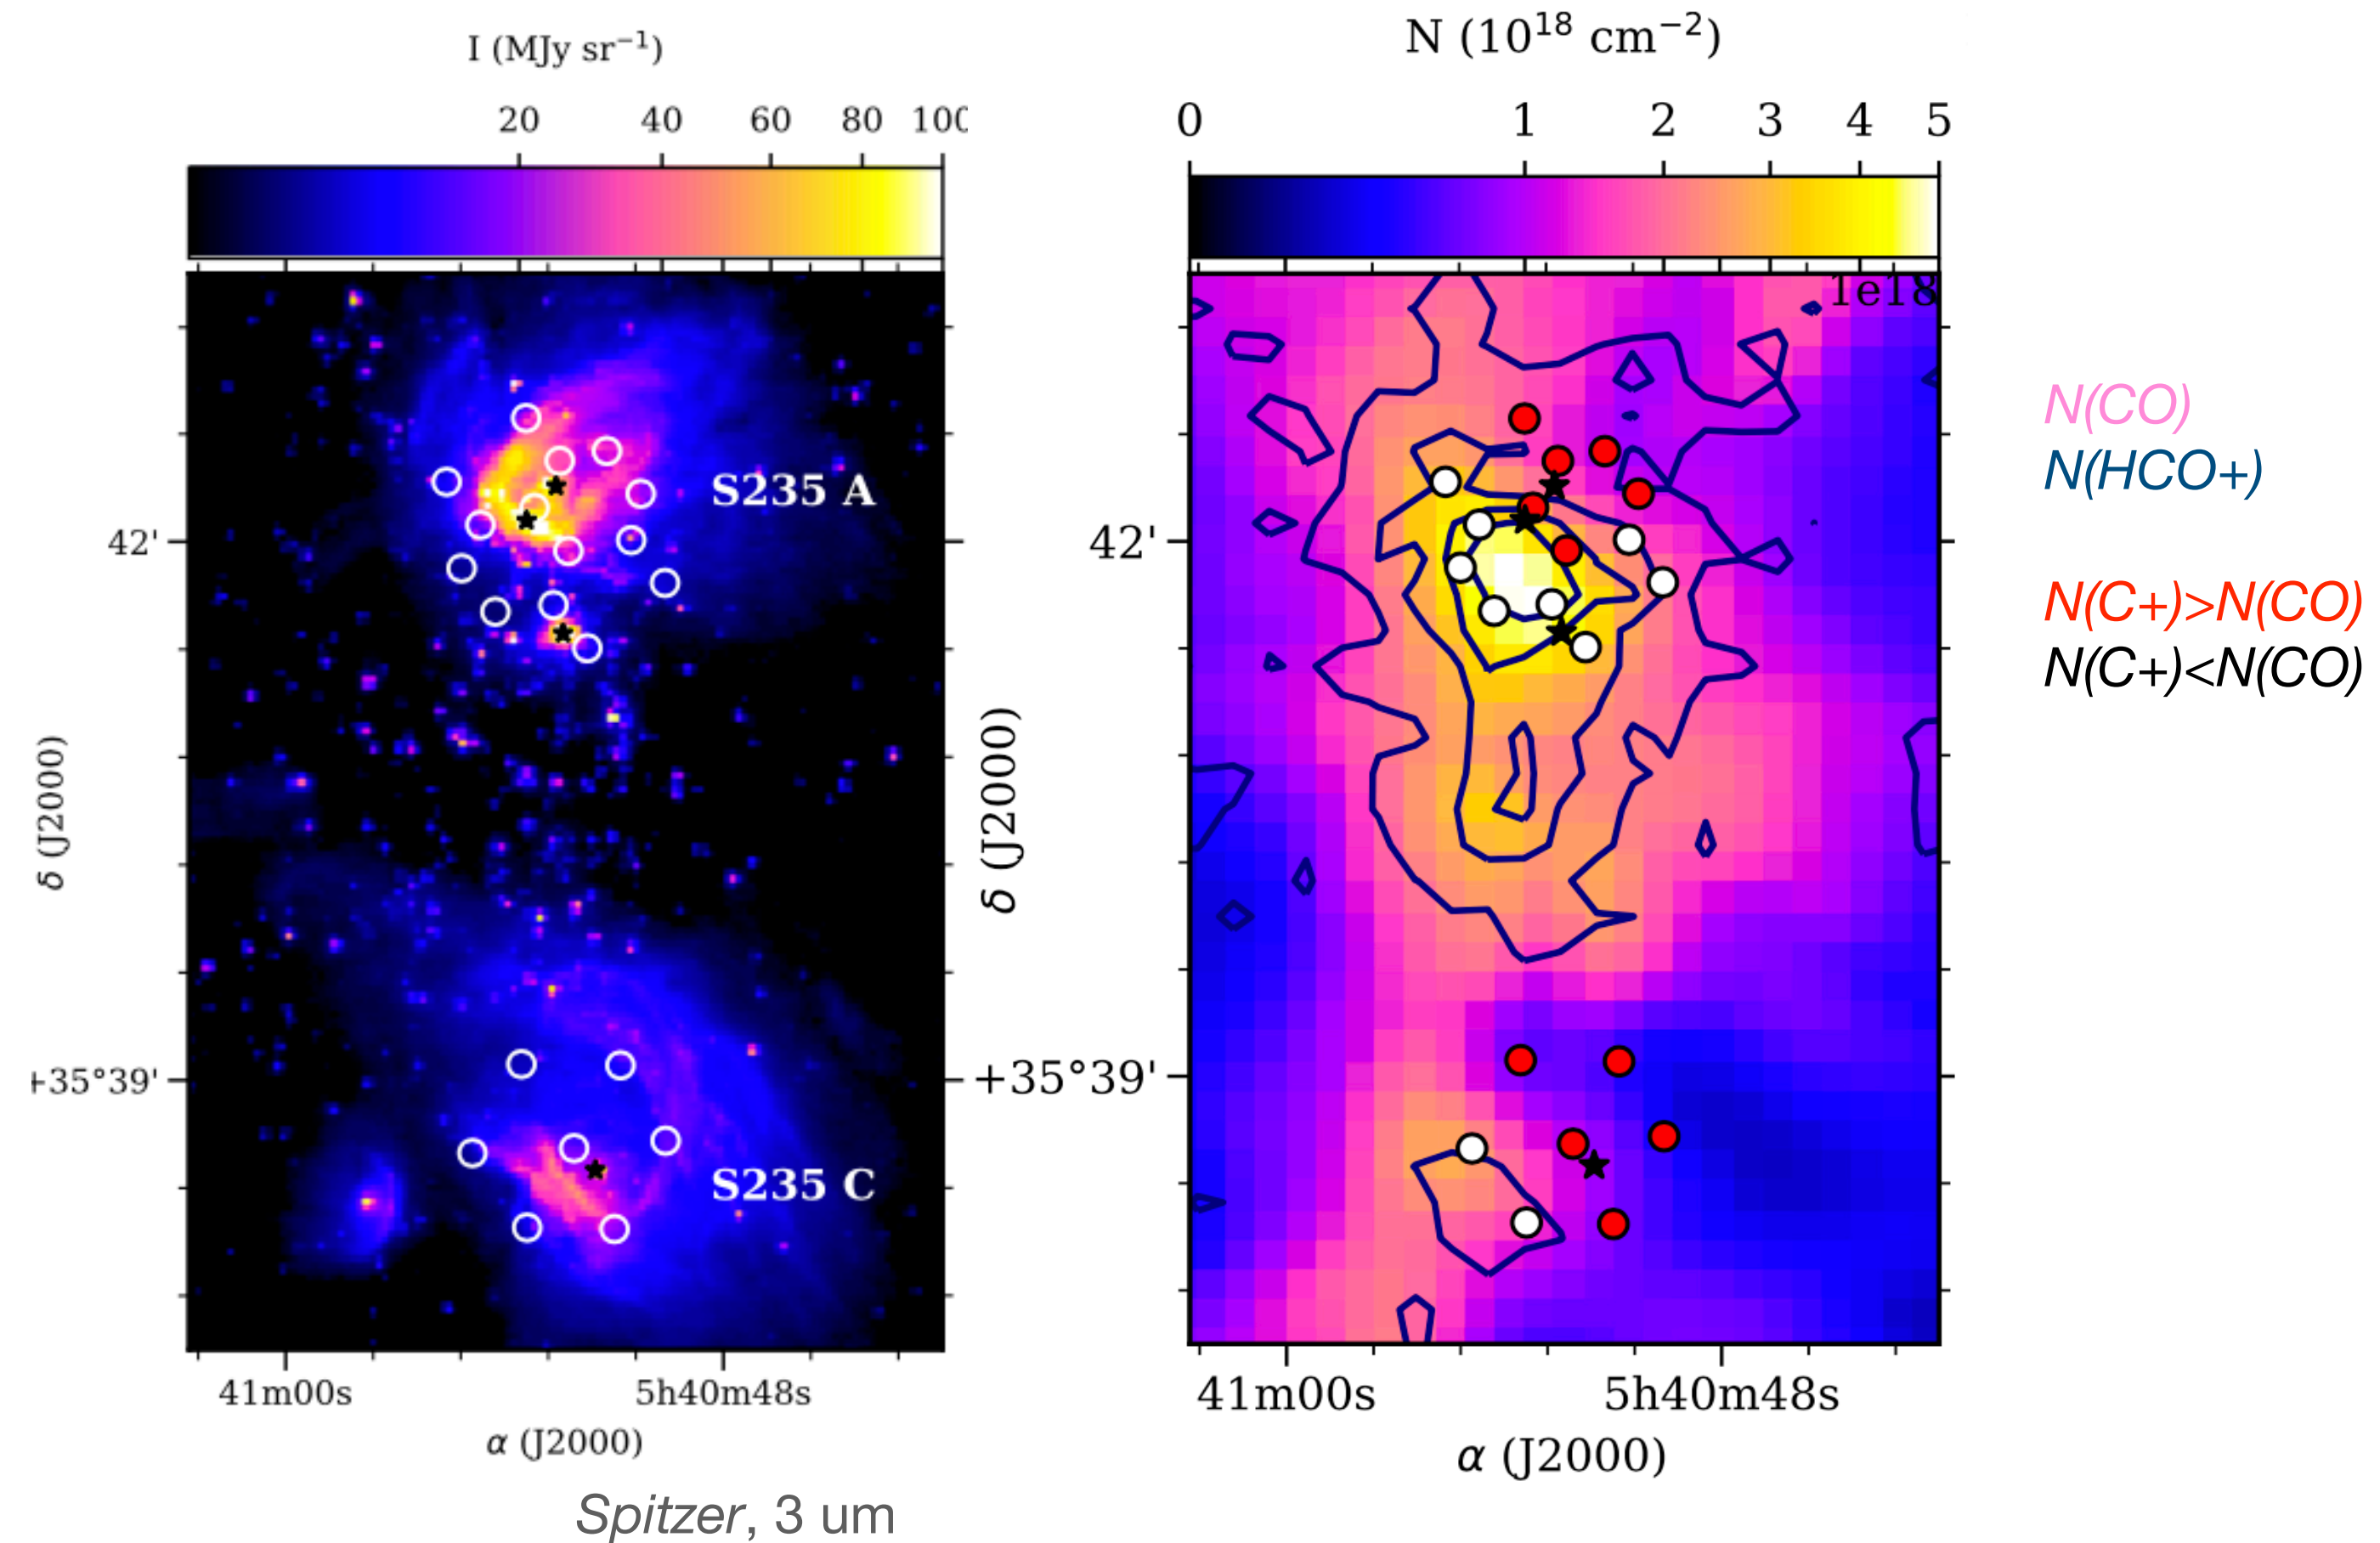 I (MJy sr⁻¹)
20 40 60 80 100
S235 A
S235 C
42'
+35°39'
δ (J2000)
41m00s 5h40m48s
α (J2000)
Spitzer, 3 um
N (10¹⁸ cm⁻²)
0 1 2 3 4 5
1e18
42'
+35°39'
δ (J2000)
41m00s 5h40m48s
α (J2000)
N(CO)
N(HCO+)
N(C+)>N(CO)
N(C+)<N(CO)